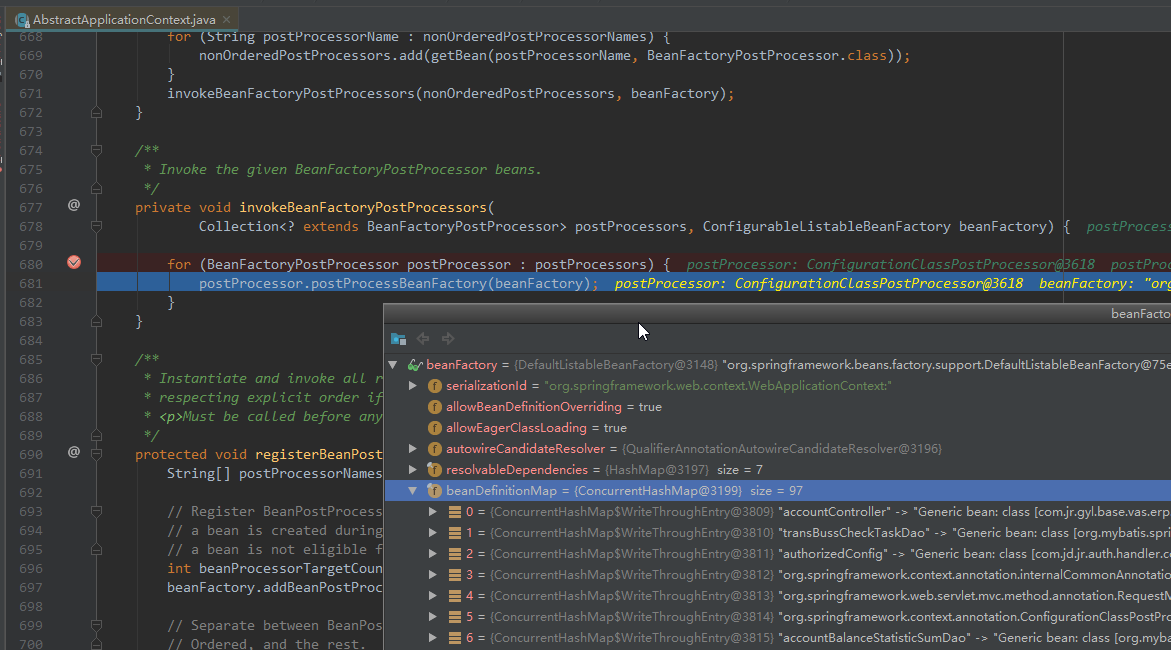 AbstractApplicationContext.java
668 for (String postProcessorName : nonOrderedPostProcessorNames) {
669 nonOrderedPostProcessors.add(getBean(postProcessorName, BeanFactoryPostProcessor.class));
670 }
671 invokeBeanFactoryPostProcessors(nonOrderedPostProcessors, beanFactory);
672 }
673
674 /**
675 * Invoke the given BeanFactoryPostProcessor beans.
676 */
677 @ private void invokeBeanFactoryPostProcessors(
678 Collection<? extends BeanFactoryPostProcessor> postProcessors, ConfigurableListableBeanFactory beanFactory) { postProcess
679
680 for (BeanFactoryPostProcessor postProcessor : postProcessors) { postProcessor: ConfigurationClassPostProcessor@3618 postProc
681 postProcessor.postProcessBeanFactory(beanFactory); postProcessor: ConfigurationClassPostProcessor@3618 beanFactory: "org
682 }
683 }
684
685 /**
686 * Instantiate and invoke all r
687 * respecting explicit order if
688 * <p>Must be called before any
689 */
690 @ protected void registerBeanPost
691 String[] postProcessorNames
692
693 // Register BeanPostProcess
694 // a bean is created during
695 // a bean is not eligible f
696 int beanProcessorTargetCoun
697 beanFactory.addBeanPostProc
698
699 // Separate between BeanPos
700 // Ordered, and the rest.
beanFacto
beanFactory = {DefaultListableBeanFactory@3148} "org.springframework.beans.factory.support.DefaultListableBeanFactory@75e
serializationId = "org.springframework.web.context.WebApplicationContext:"
allowBeanDefinitionOverriding = true
allowEagerClassLoading = true
autowireCandidateResolver = {QualifierAnnotationAutowireCandidateResolver@3196}
resolvableDependencies = {HashMap@3197} size = 7
beanDefinitionMap = {ConcurrentHashMap@3199} size = 97
0 = {ConcurrentHashMap$WriteThroughEntry@3809} "accountController" -> "Generic bean: class [com.jr.gyl.base.vas.erp
1 = {ConcurrentHashMap$WriteThroughEntry@3810} "transBussCheckTaskDao" -> "Generic bean: class [org.mybatis.spri
2 = {ConcurrentHashMap$WriteThroughEntry@3811} "authorizedConfig" -> "Generic bean: class [com.jd.jr.auth.handler.c
3 = {ConcurrentHashMap$WriteThroughEntry@3812} "org.springframework.context.annotation.internalCommonAnnotatio
4 = {ConcurrentHashMap$WriteThroughEntry@3813} "org.springframework.web.servlet.mvc.method.annotation.RequestM
5 = {ConcurrentHashMap$WriteThroughEntry@3814} "org.springframework.context.annotation.ConfigurationClassPostPro
6 = {ConcurrentHashMap$WriteThroughEntry@3815} "accountBalanceStatisticSumDao" -> "Generic bean: class [org.myba